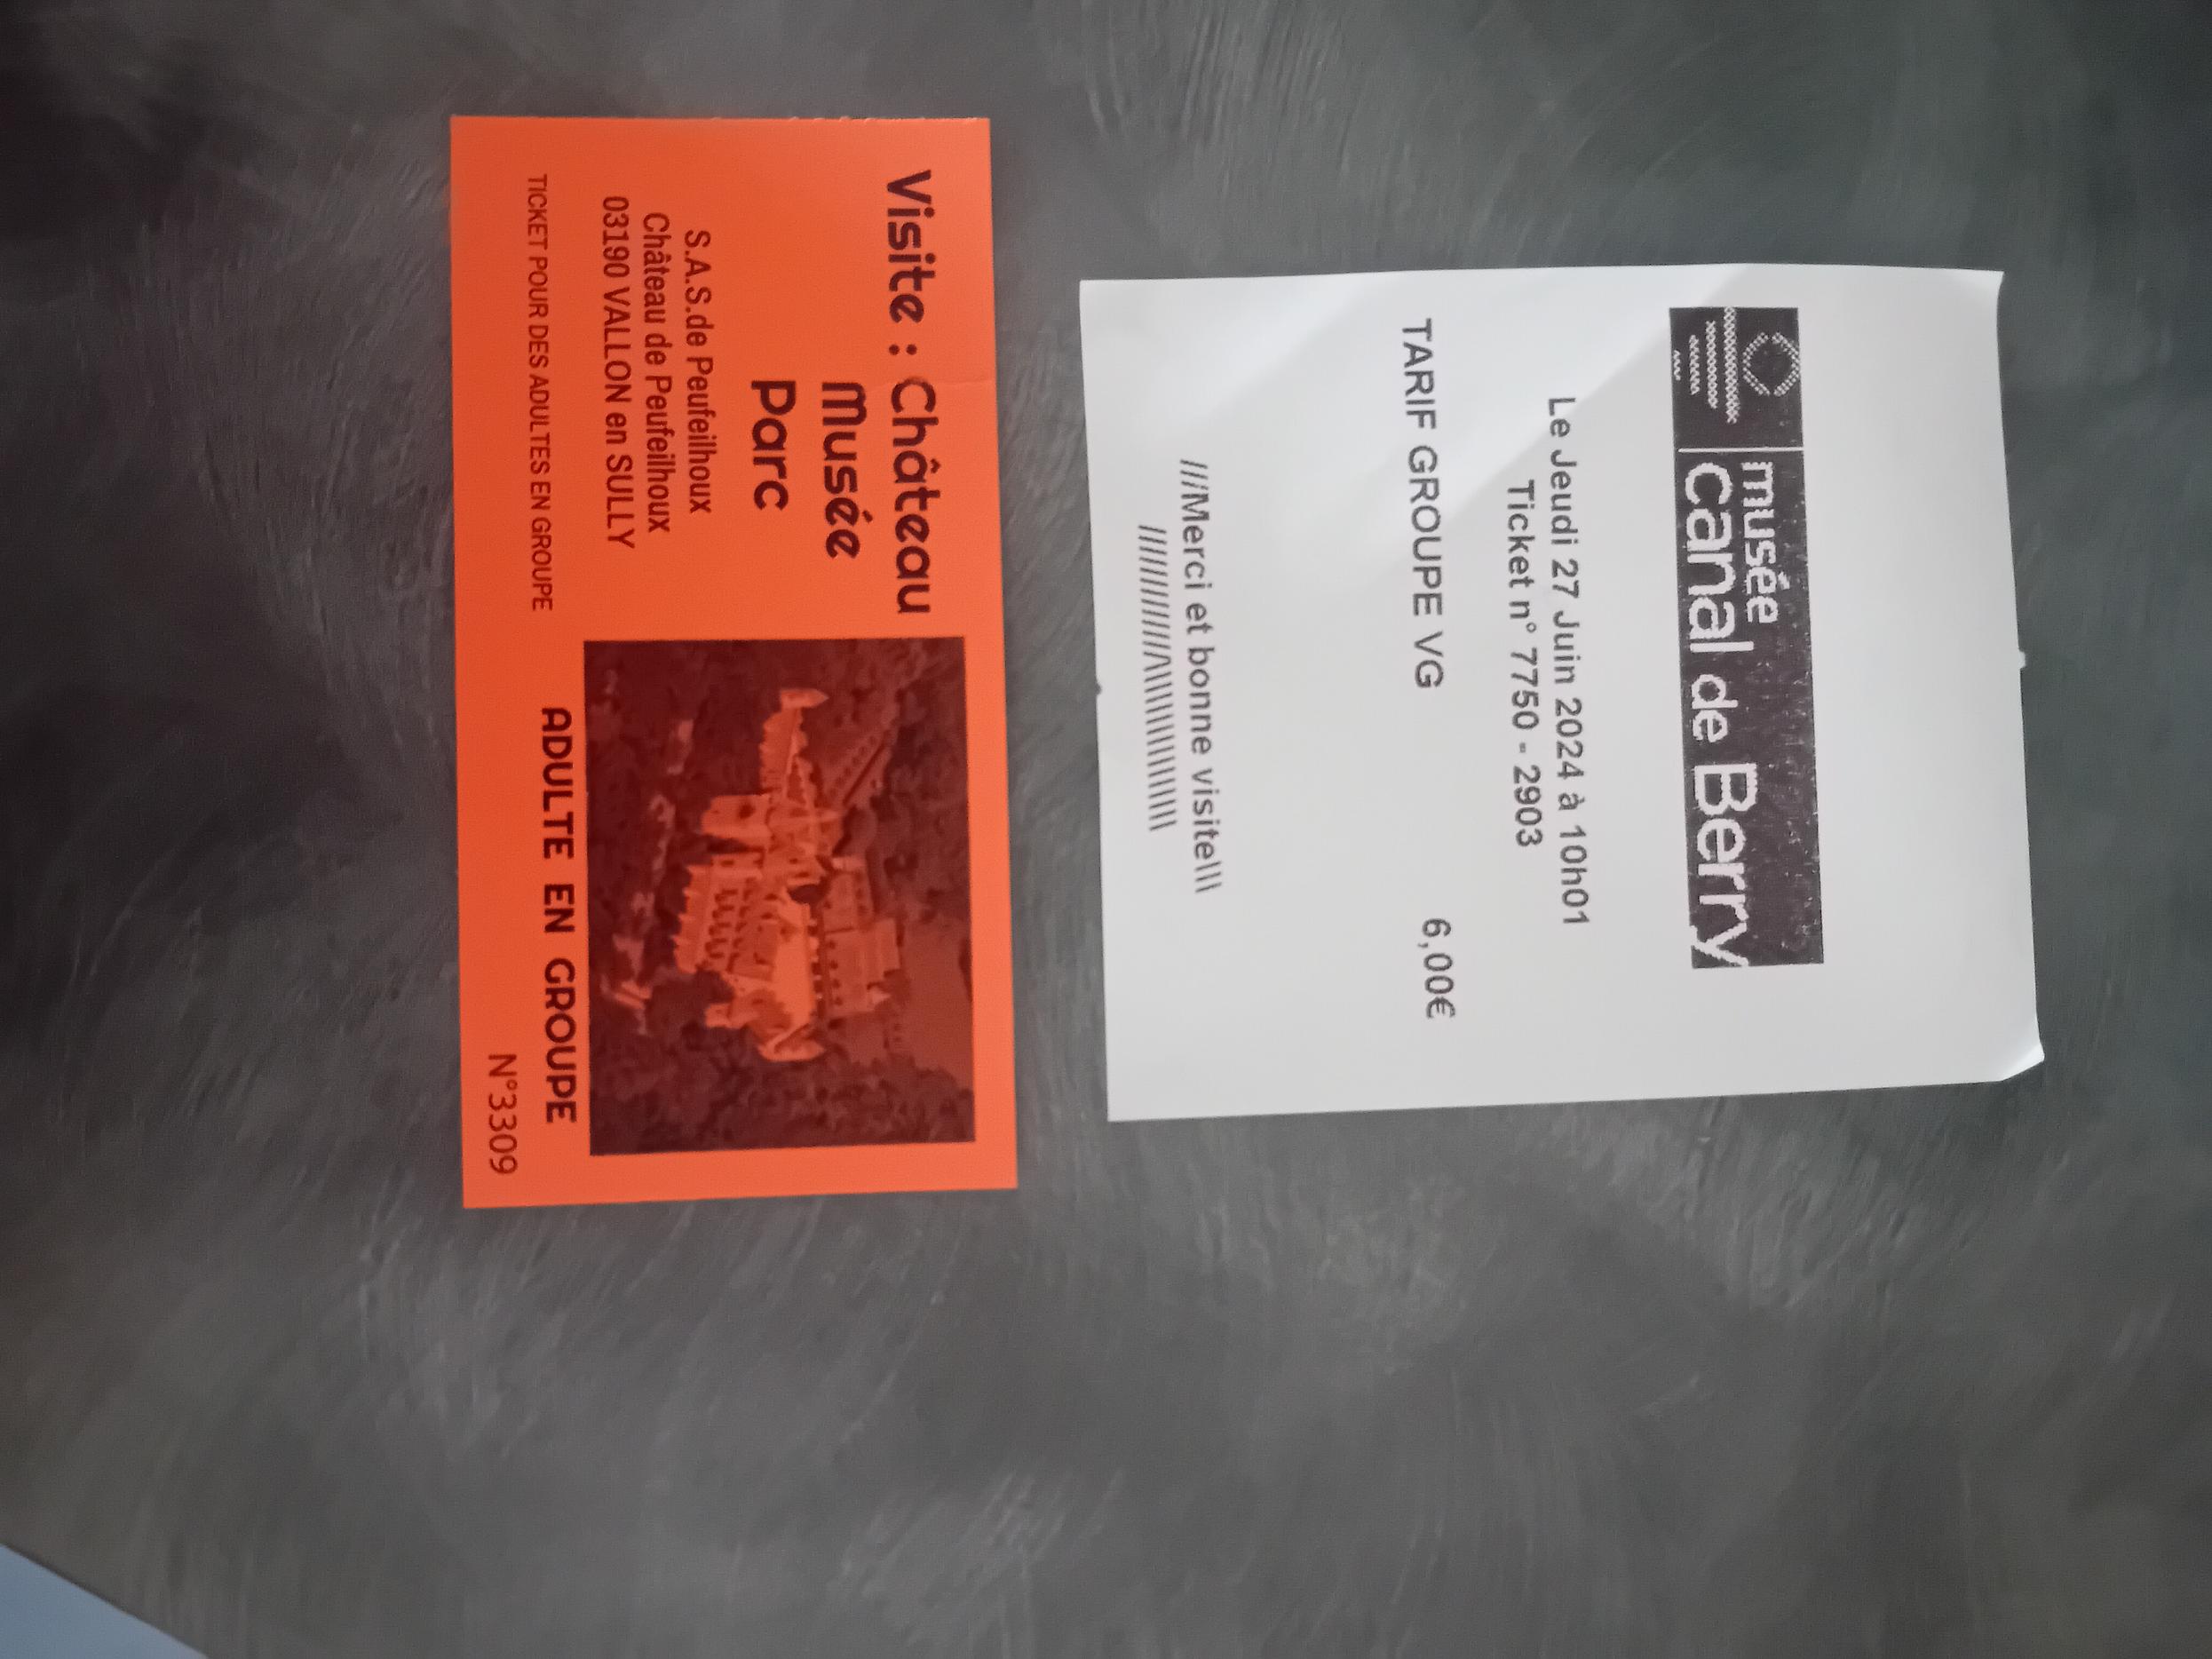 musée
canal de Berry
Le Jeudi 27 Juin 2024 à 10h01
Ticket n° 7750 - 2903
TARIF GROUPE VG 6,00€
///Merci et bonne visite\\\
Visite : Château
Musée
Parc
S.A.S.de Peufeilhoux
Château de Peufeilhoux
03190 VALLON en SULLY
TICKET POUR DES ADULTES EN GROUPE
ADULTE EN GROUPE
N°3309